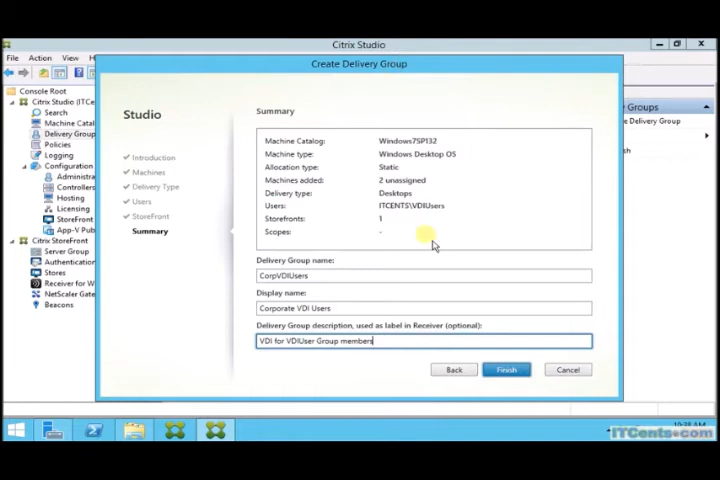 Citrix Studio
File Action View
Create Delivery Group
Console Root
Citrix Studio (ITCe
Search
Machine Catal
Delivery Group
Policies
Logging
Configuration
Administra
Controllers
Hosting
Licensing
StoreFront
App-V Pub
Citrix StoreFront
Server Group
Authentication
Stores
Receiver for W
NetScaler Gate
Beacons
Studio
Introduction
Machines
Delivery Type
Users
StoreFront
Summary
Summary
Machine Catalog: Windows7SP132
Machine type: Windows Desktop OS
Allocation type: Static
Machines added: 2 unassigned
Delivery type: Desktops
Users: ITCENTS\VDIUsers
Storefronts: 1
Scopes: -
Delivery Group name:
CorpVDIUsers
Display name:
Corporate VDI Users
Delivery Group description, used as label in Receiver (optional):
VDI for VDIUser Group members
Back Finish Cancel
y Groups
e Delivery Group
sh
10:38 AM
ITCents.com